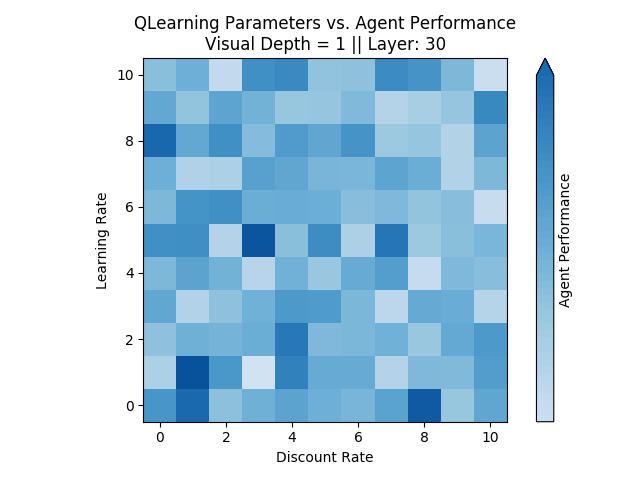 QLearning Parameters vs. Agent Performance
Visual Depth = 1 || Layer: 30
Learning Rate
10
8
6
4
2
0
0 2 4 6 8 10
Discount Rate
Agent Performance